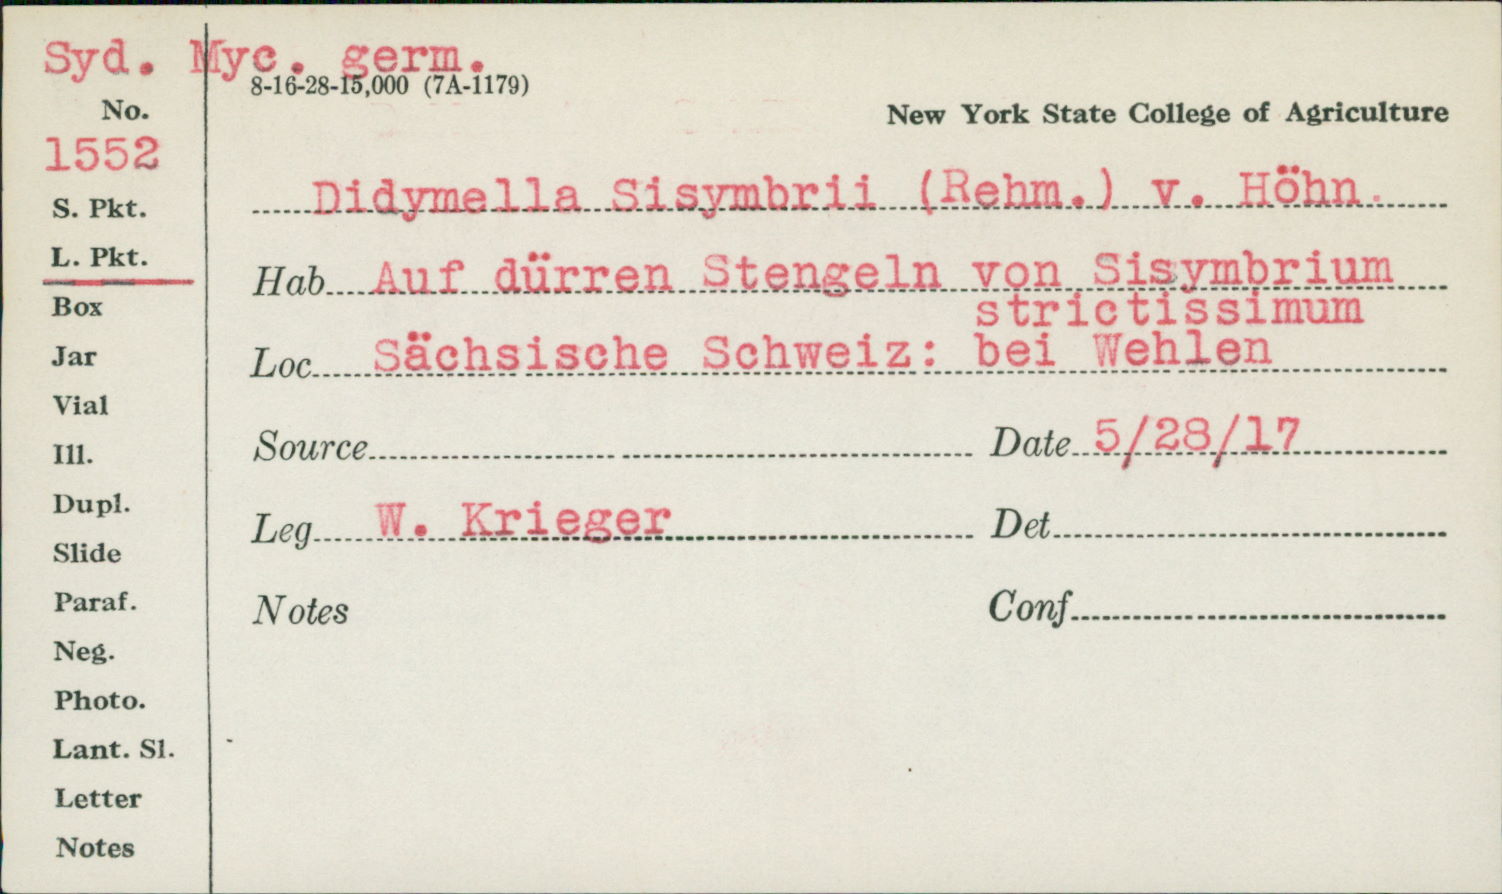 Syd. Myc. germ.
8-16-28-15,000 (7A-1179)
No.
New York State College of Agriculture
1552
Didymella Sisymbrii (Rehm.) v. Höhn.
S. Pkt.
L. Pkt.
Hab Auf dürren Stengeln von Sisymbrium
strictissimum
Box
Jar
Loc Sächsische Schweiz: bei Wehlen
Vial
Ill.
Source Date 5/28/17
Dupl.
Leg W. Krieger Det
Slide
Paraf.
Notes Conf
Neg.
Photo.
Lant. Sl.
Letter
Notes